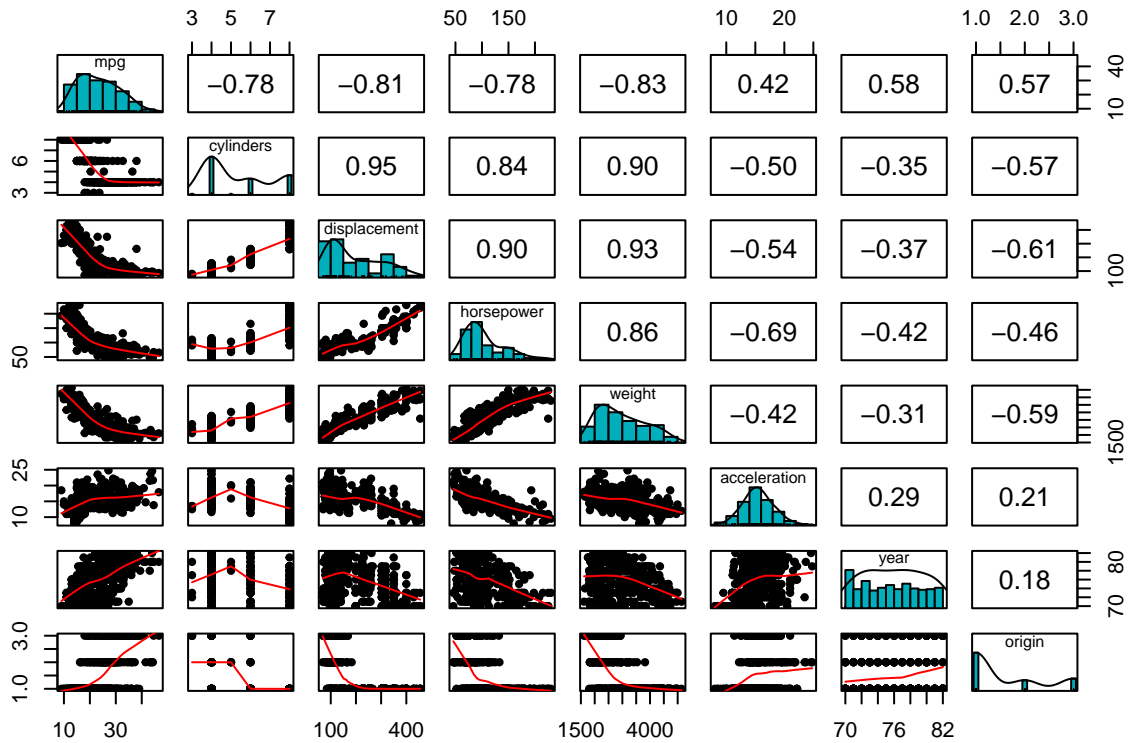 3 5 7 50 150 10 20 1.0 2.0 3.0
mpg −0.78 −0.81 −0.78 −0.83 0.42 0.58 0.57 10 40
3 6 cylinders 0.95 0.84 0.90 −0.50 −0.35 −0.57
displacement 0.90 0.93 −0.54 −0.37 −0.61 100
50 horsepower 0.86 −0.69 −0.42 −0.46
weight −0.42 −0.31 −0.59 1500
10 25 acceleration 0.29 0.21
year 0.18 70 80
1.0 3.0 origin
10 30 100 400 1500 4000 70 76 82